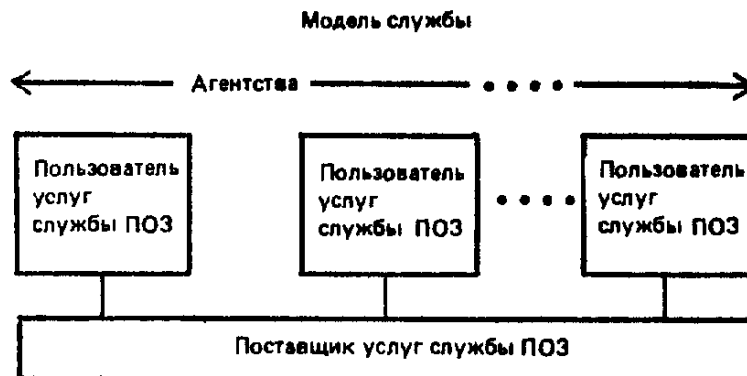 Модель службы
Агентства
Пользователь
услуг
службы ПОЗ
Пользователь
услуг
службы ПОЗ
Пользователь
услуг
службы ПОЗ
Поставщик услуг службы ПОЗ